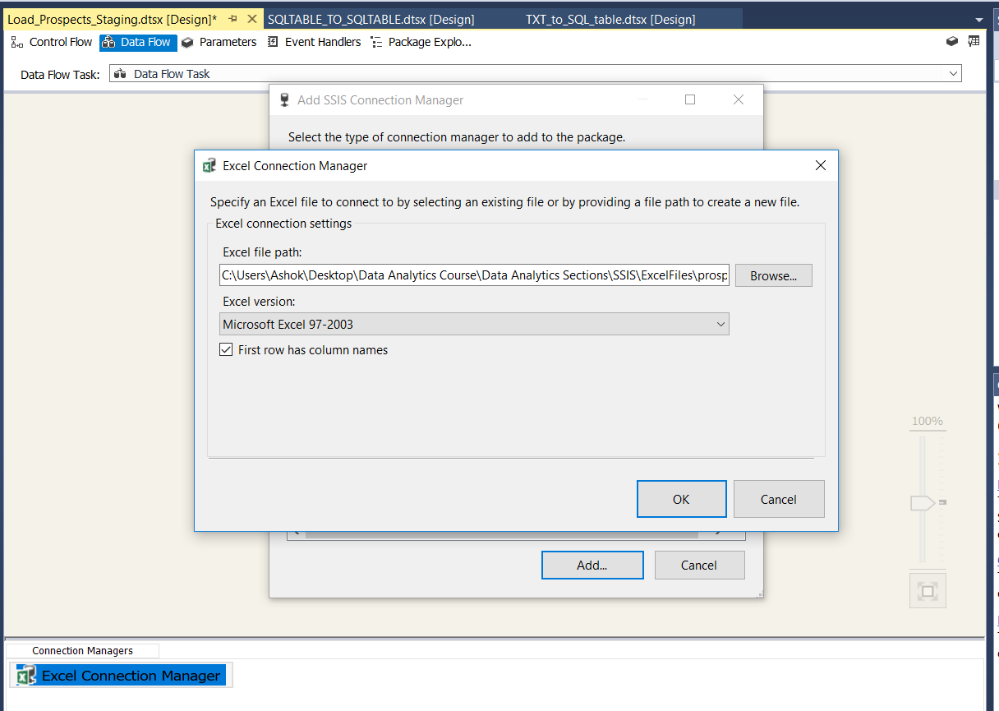 Load_Prospects_Staging.dtsx [Design]* SQLTABLE_TO_SQLTABLE.dtsx [Design] TXT_to_SQL_table.dtsx [Design]
Control Flow Data Flow Parameters Event Handlers Package Explo...
Data Flow Task: Data Flow Task
Add SSIS Connection Manager
Select the type of connection manager to add to the package.
Excel Connection Manager
Specify an Excel file to connect to by selecting an existing file or by providing a file path to create a new file.
Excel connection settings
Excel file path:
C:\Users\Ashok\Desktop\Data Analytics Course\Data Analytics Sections\SSIS\ExcelFiles\prosp Browse...
Excel version:
Microsoft Excel 97-2003
First row has column names
100%
OK Cancel
Add... Cancel
Connection Managers
Excel Connection Manager